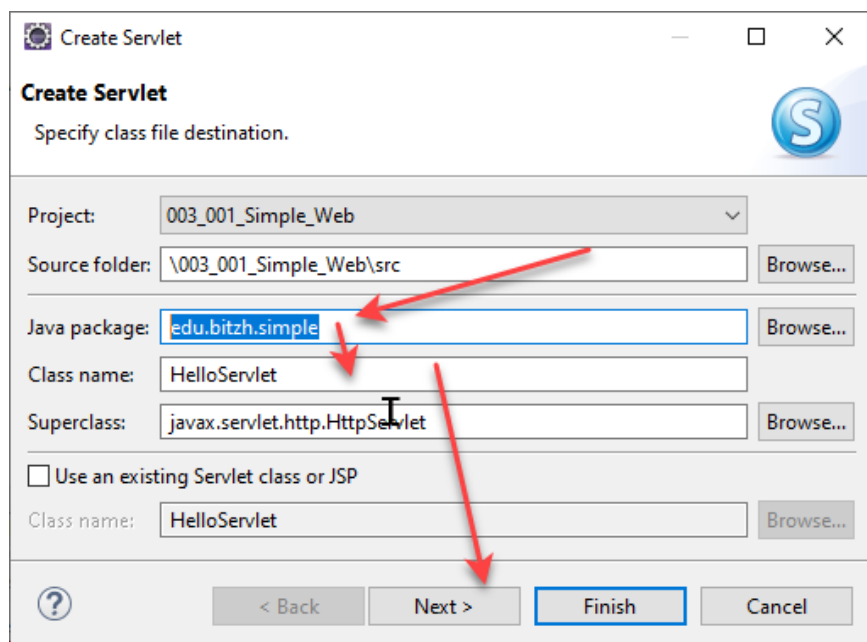 Create Servlet
Create Servlet
Specify class file destination.
S
Project: 003_001_Simple_Web
Source folder: \003_001_Simple_Web\src Browse...
Java package: edu.bitzh.simple Browse...
Class name: HelloServlet
Superclass: javax.servlet.http.HttpServlet Browse...
Use an existing Servlet class or JSP
Class name: HelloServlet Browse...
? < Back Next > Finish Cancel